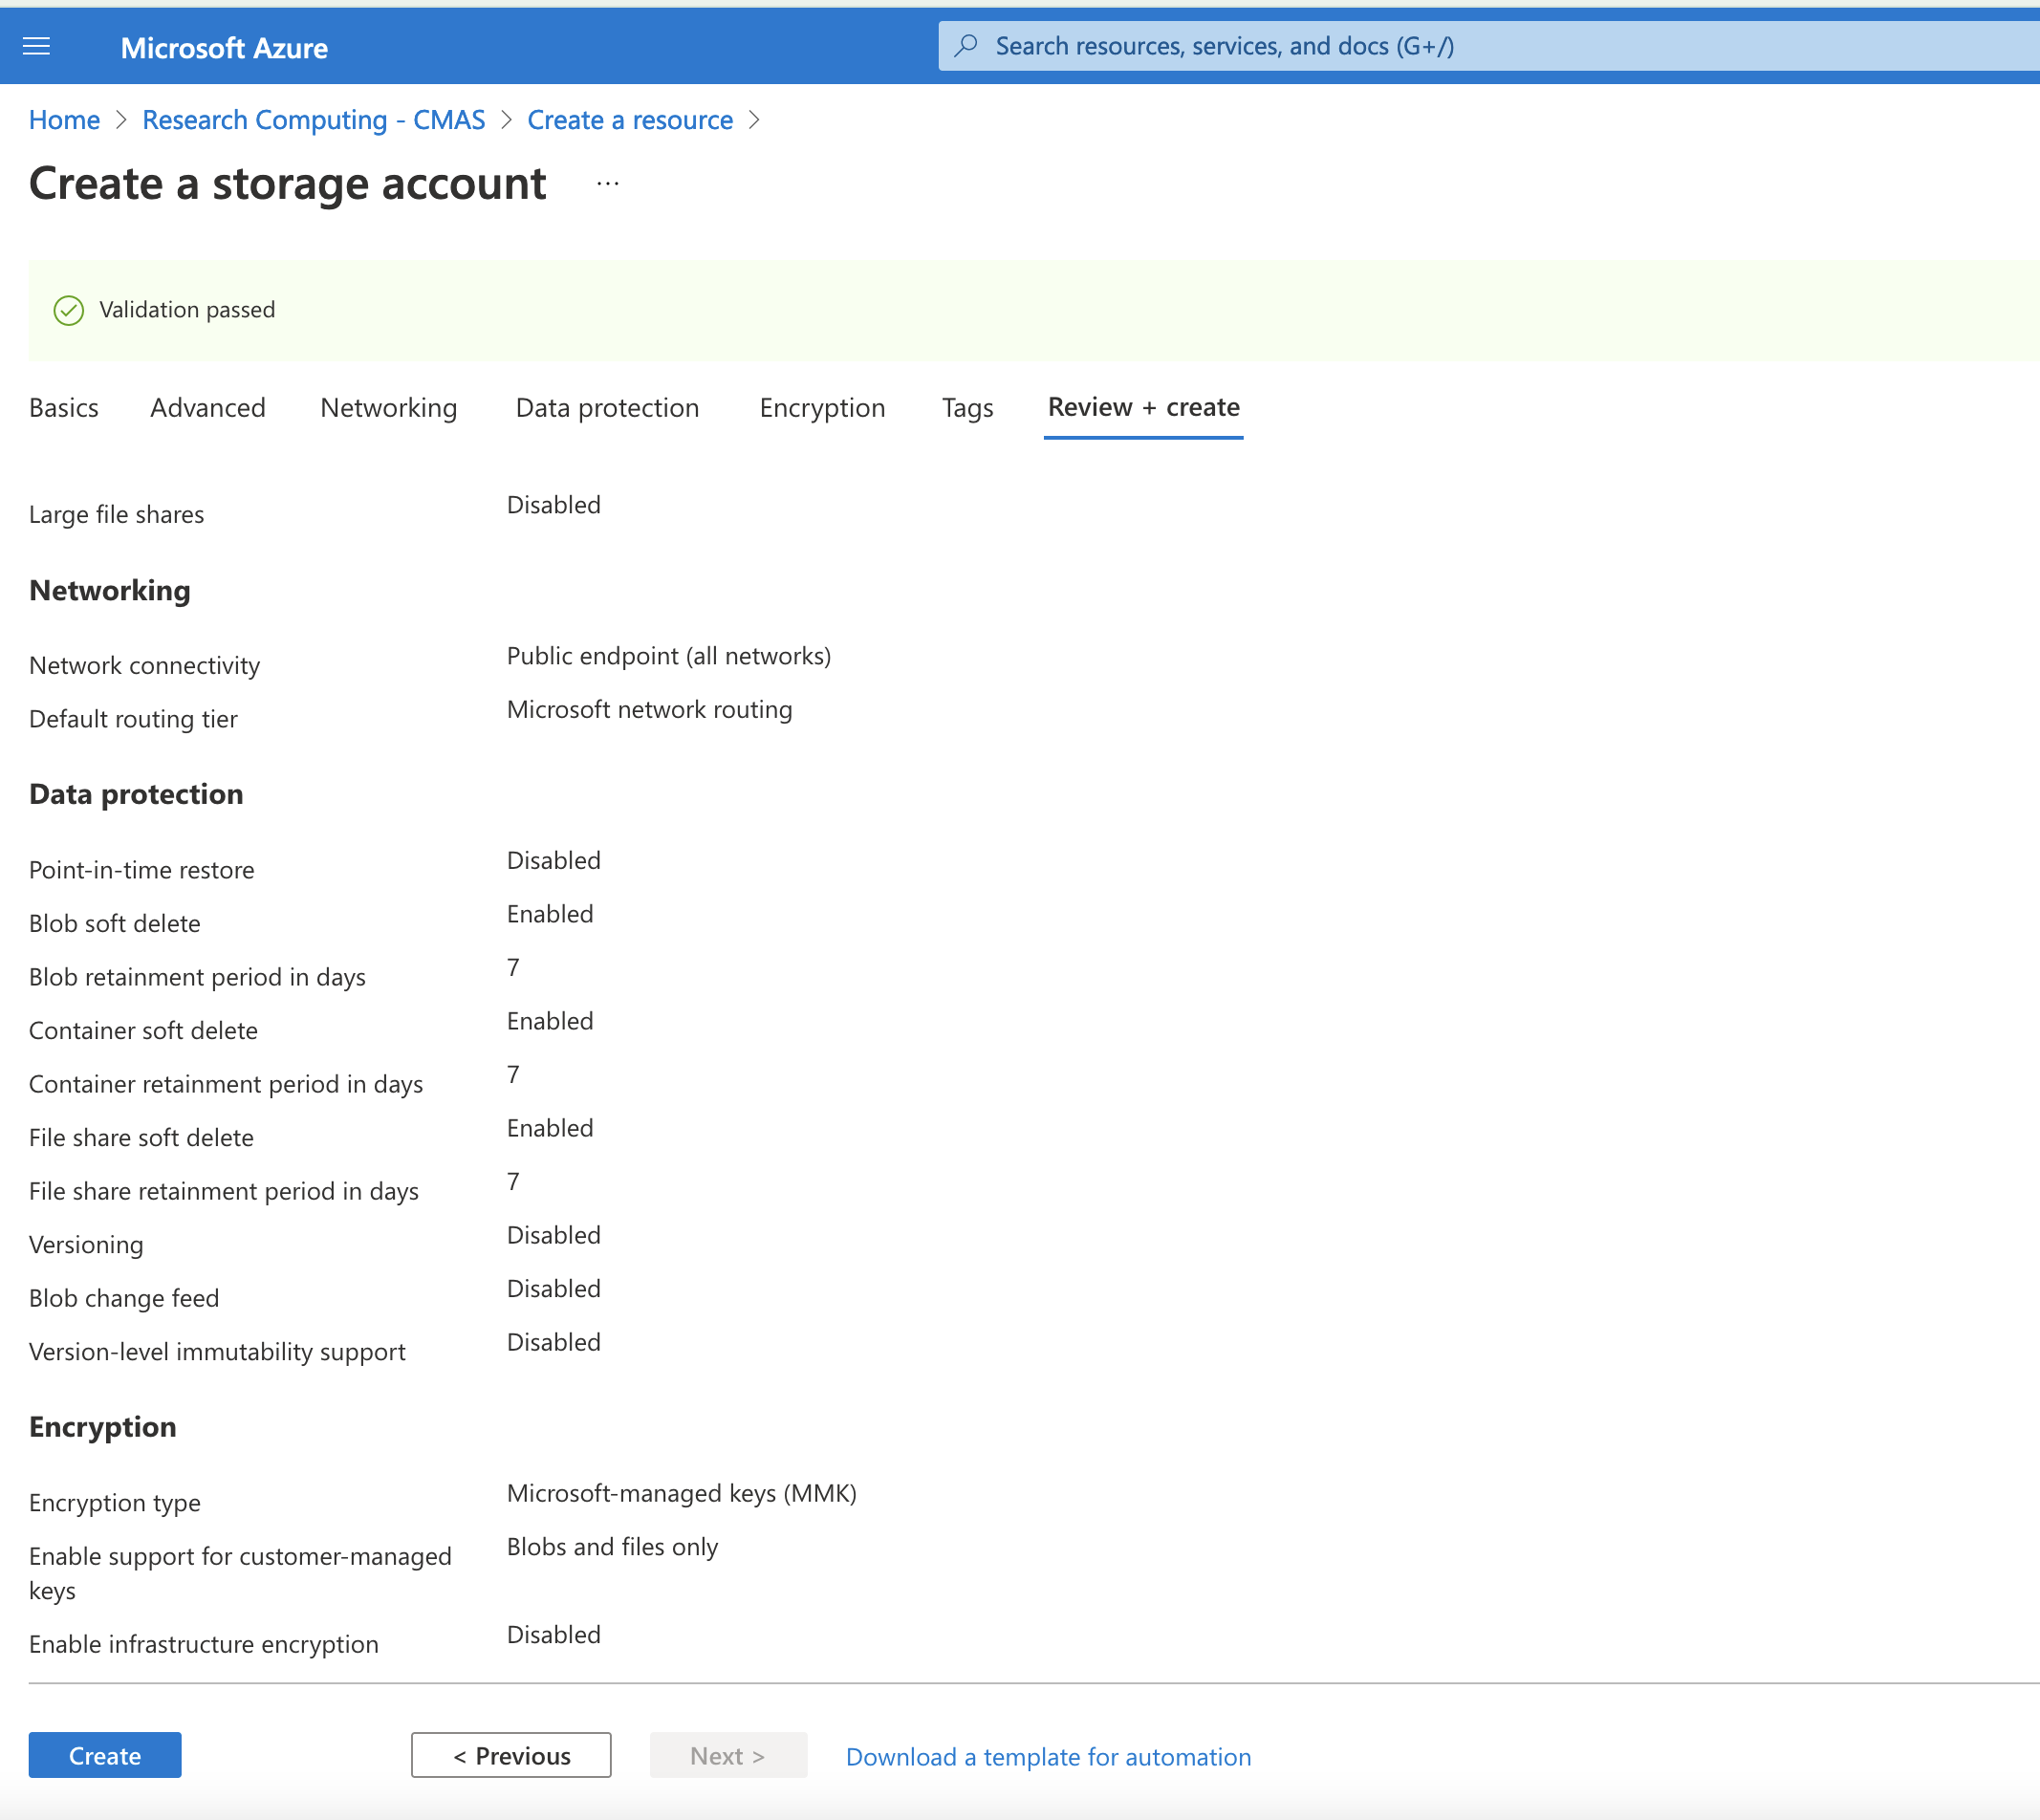 Microsoft Azure
Search resources, services, and docs (G+/)
Home > Research Computing - CMAS > Create a resource >
Create a storage account ...
Validation passed
Basics Advanced Networking Data protection Encryption Tags Review + create
Large file shares Disabled
Networking
Network connectivity Public endpoint (all networks)
Default routing tier Microsoft network routing
Data protection
Point-in-time restore Disabled
Blob soft delete Enabled
Blob retainment period in days 7
Container soft delete Enabled
Container retainment period in days 7
File share soft delete Enabled
File share retainment period in days 7
Versioning Disabled
Blob change feed Disabled
Version-level immutability support Disabled
Encryption
Encryption type Microsoft-managed keys (MMK)
Enable support for customer-managed Blobs and files only
keys
Enable infrastructure encryption Disabled
Create < Previous Next > Download a template for automation